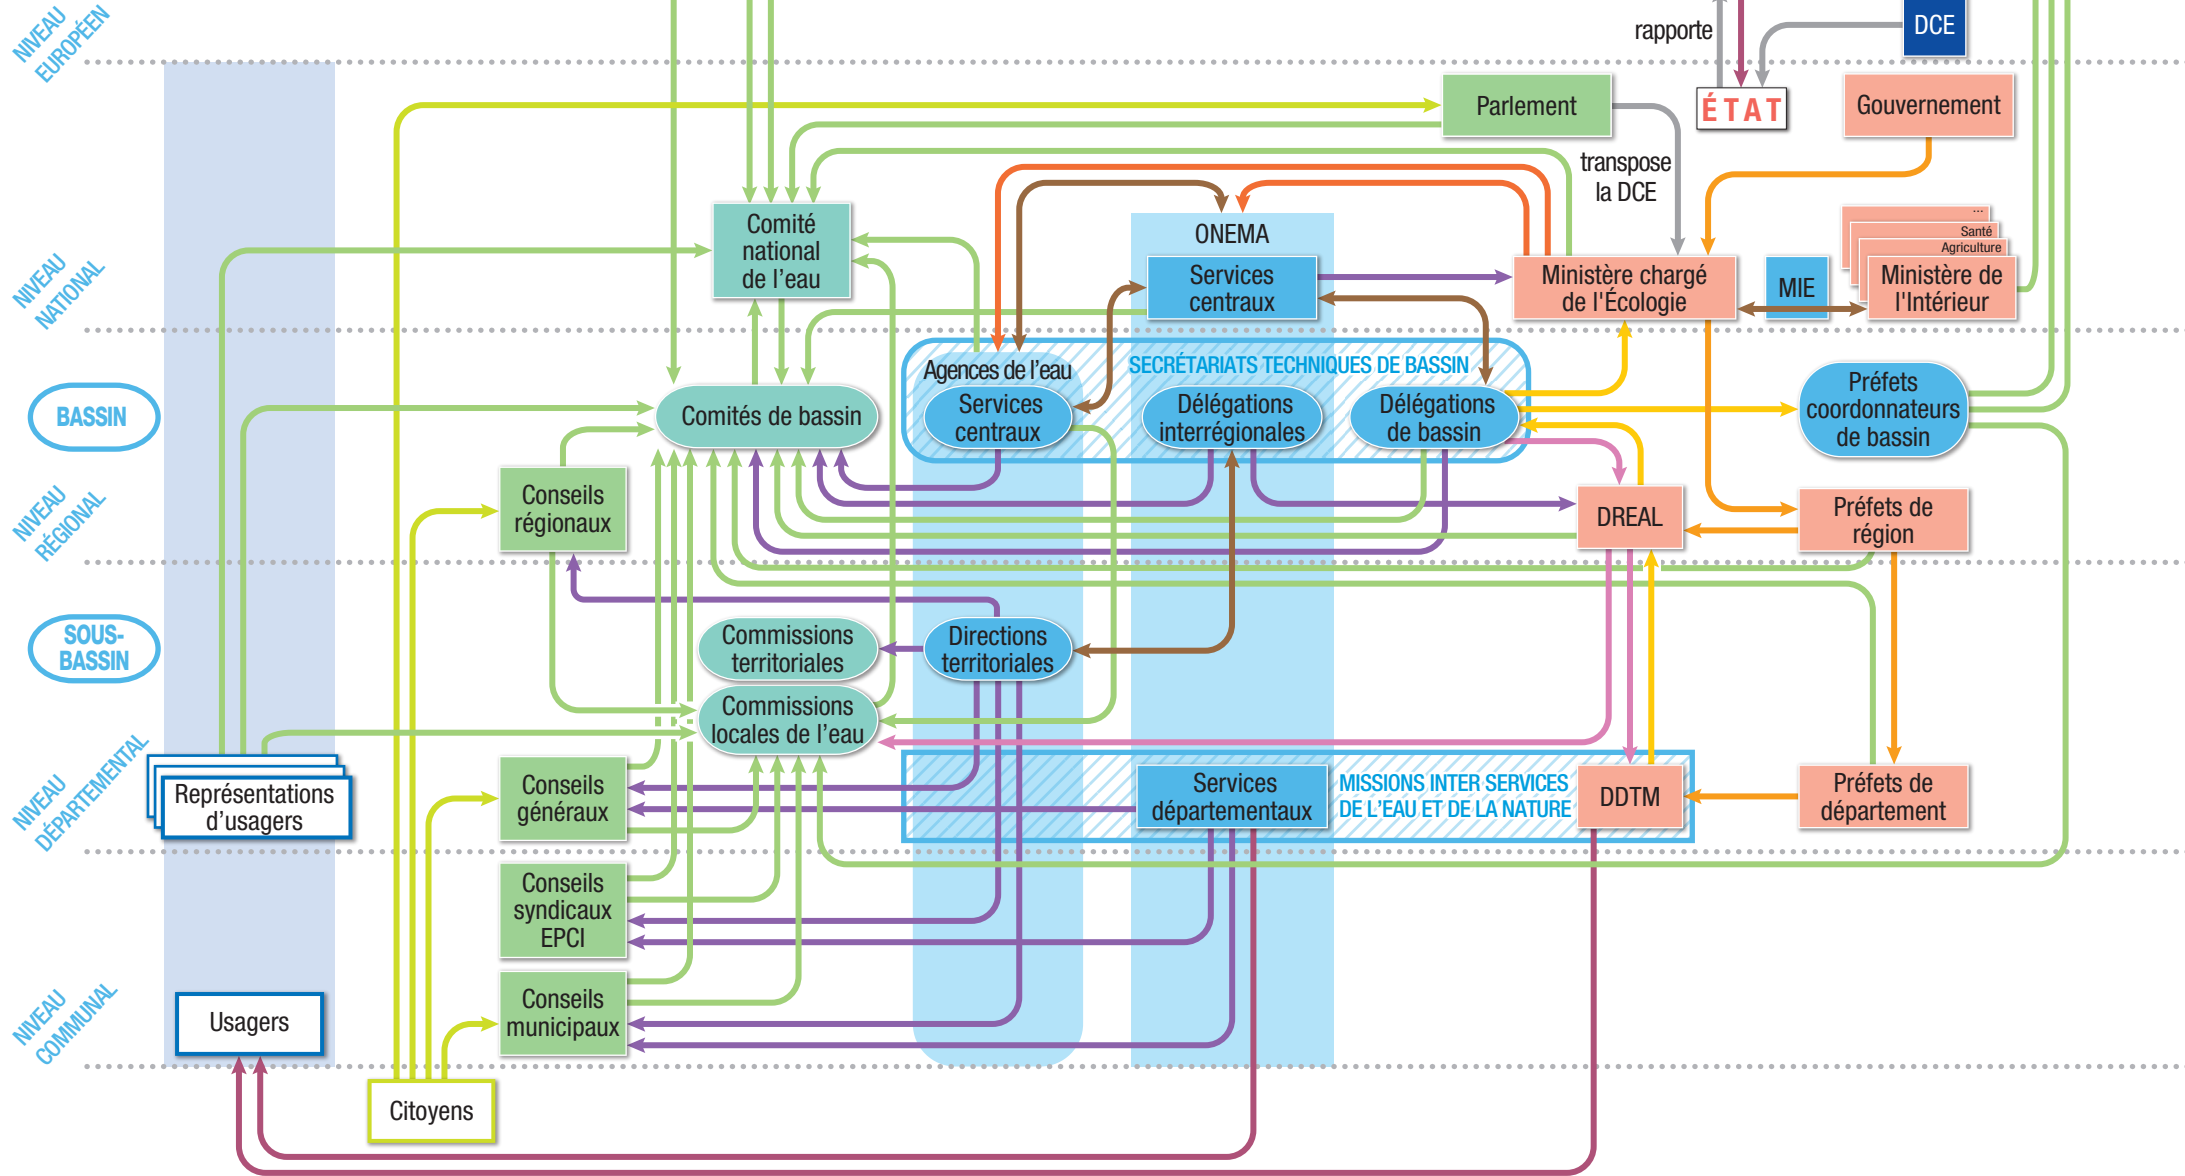 NIVEAU
EUROPÉEN
rapporte
DCE
Parlement
ÉTAT
Gouvernement
transpose
la DCE
NIVEAU
NATIONAL
Comité
national
de l'eau
ONEMA
Services
centraux
Ministère chargé
de l'Écologie
MIE
...
Santé
Agriculture
Ministère de
l'Intérieur
BASSIN
Comités de bassin
Agences de l'eau
SECRÉTARIATS TECHNIQUES DE BASSIN
Services
centraux
Délégations
interrégionales
Délégations
de bassin
Préfets
coordonnateurs
de bassin
NIVEAU
RÉGIONAL
Conseils
régionaux
DREAL
Préfets de
région
SOUS-
BASSIN
Commissions
territoriales
Directions
territoriales
Commissions
locales de l'eau
NIVEAU
DÉPARTEMENTAL
Représentations
d'usagers
Conseils
généraux
Services
départementaux
MISSIONS INTER SERVICES
DE L'EAU ET DE LA NATURE
DDTM
Préfets de
département
Conseils
syndicaux
EPCI
NIVEAU
COMMUNAL
Usagers
Conseils
municipaux
Citoyens